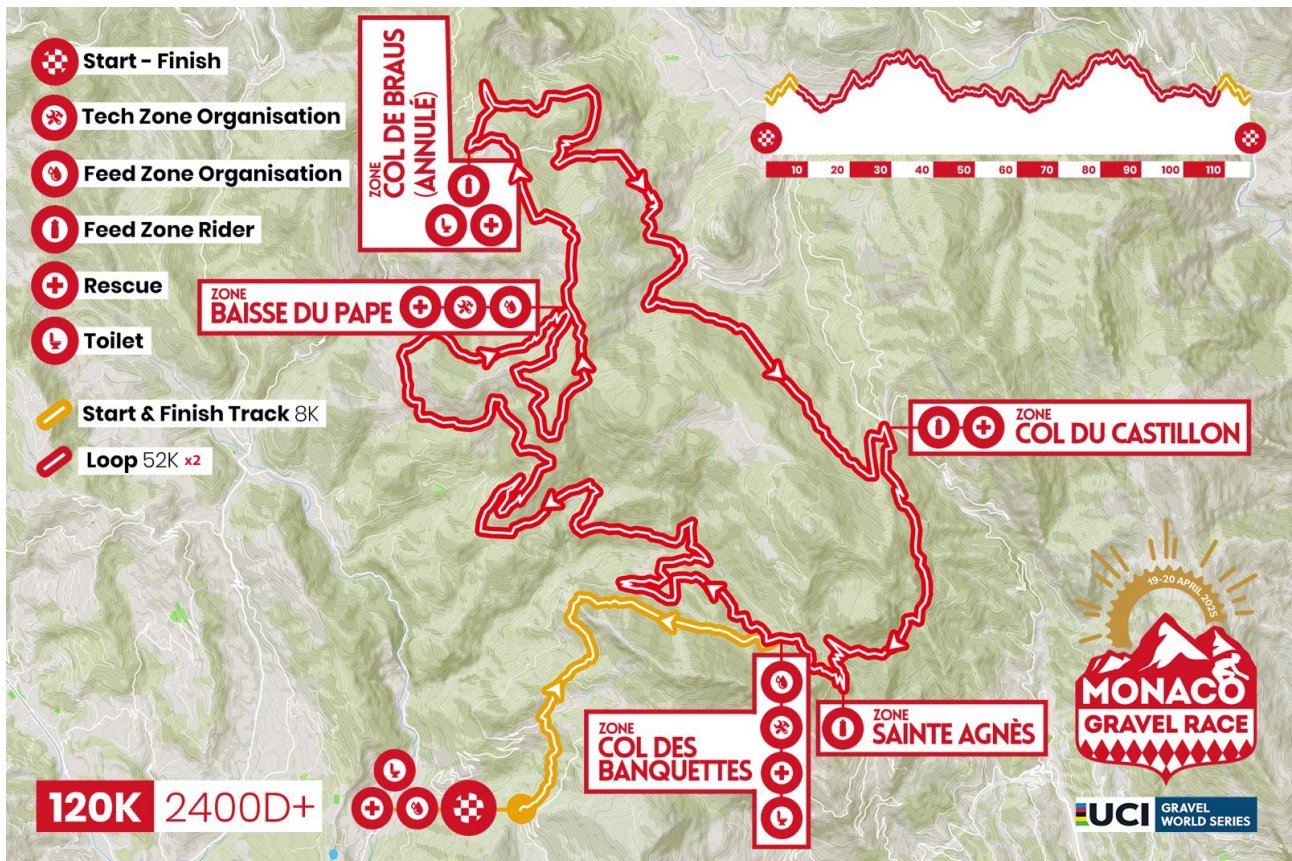 Start - Finish
Tech Zone Organisation
Feed Zone Organisation
Feed Zone Rider
Rescue
Toilet
Start & Finish Track 8K
Loop 52K x2
ZONE
COL DE BRAUS
(ANNULÉ)
10 20 30 40 50 60 70 80 90 100 110
ZONE
BAISSE DU PAPE
ZONE
COL DU CASTILLON
ZONE
COL DES
BANQUETTES
ZONE
SAINTE AGNÈS
19-20 APRIL 2025
MONACO
GRAVEL RACE
120K 2400D+
UCI GRAVEL
WORLD SERIES